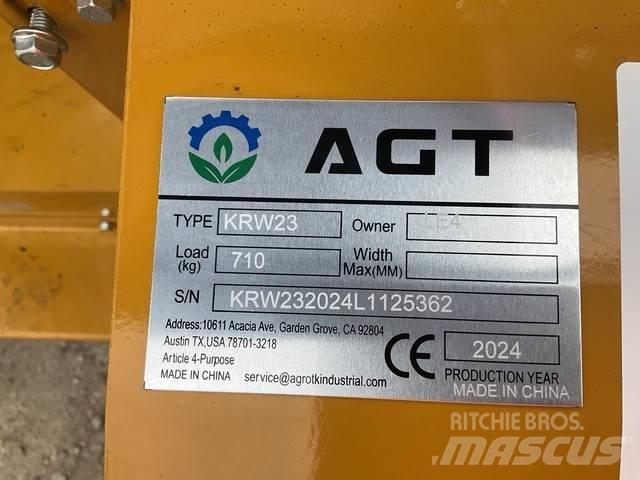 AGT
TYPE KRW23 Owner
Load (kg) 710 Width Max(MM)
S/N KRW232024L1125362
Address:10611 Acacia Ave, Garden Grove, CA 92804
Austin TX,USA 78701-3218
Article 4-Purpose
MADE IN CHINA service@agrotkindustrial.com
CE 2024
PRODUCTION YEAR
MADE IN CHINA
RITCHIE BROS.
MASCUS